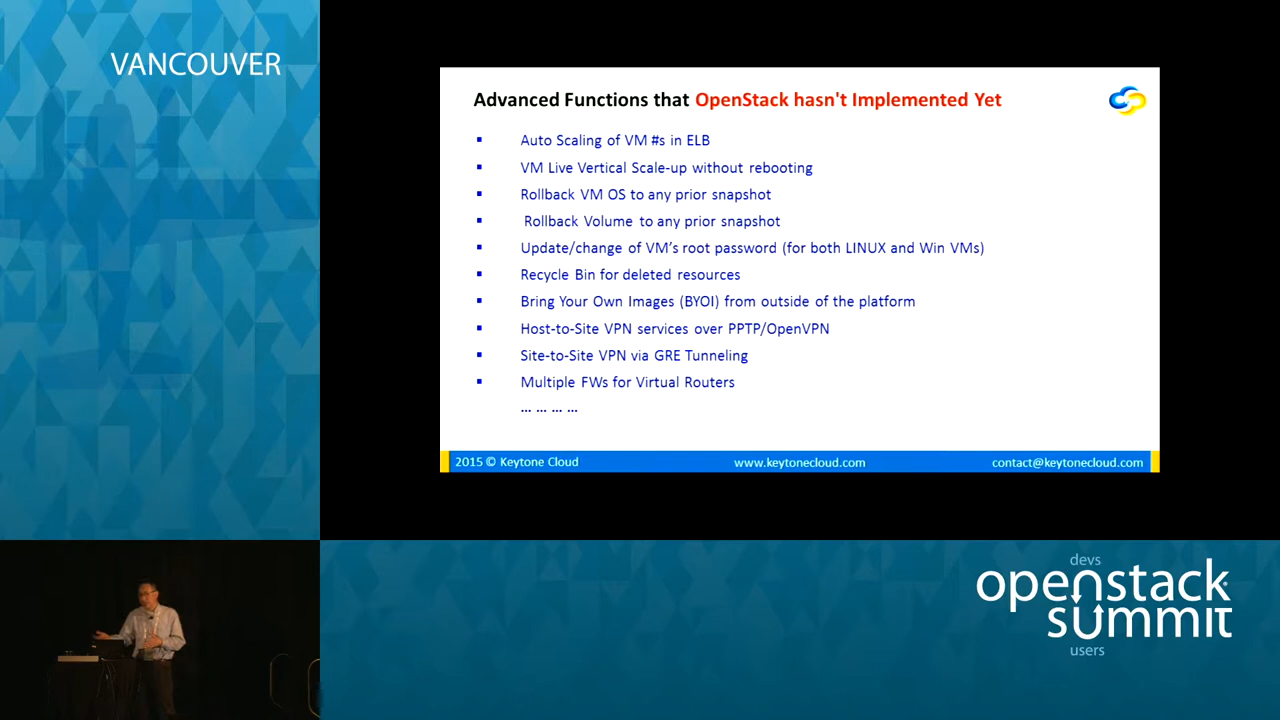 VANCOUVER
Advanced Functions that OpenStack hasn't Implemented Yet
▪ Auto Scaling of VM #s in ELB
▪ VM Live Vertical Scale-up without rebooting
▪ Rollback VM OS to any prior snapshot
▪ Rollback Volume to any prior snapshot
▪ Update/change of VM's root password (for both LINUX and Win VMs)
▪ Recycle Bin for deleted resources
▪ Bring Your Own Images (BYOI) from outside of the platform
▪ Host-to-Site VPN services over PPTP/OpenVPN
▪ Site-to-Site VPN via GRE Tunneling
▪ Multiple FWs for Virtual Routers
... ... ... ...
2015 © Keytone Cloud www.keytonecloud.com contact@keytonecloud.com
devs
openstack
summit
users